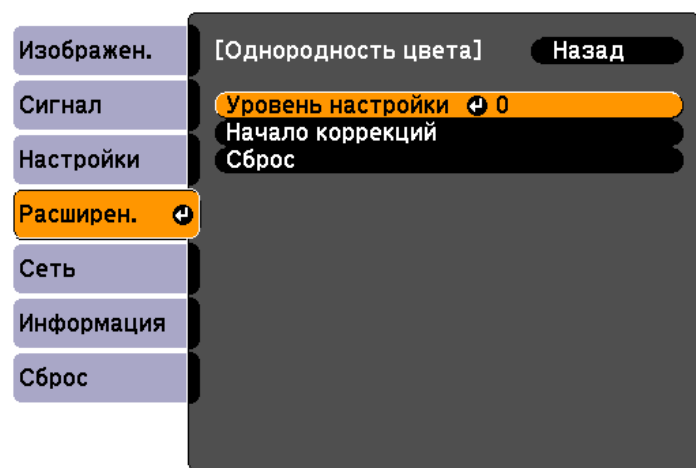 Изображен.
Сигнал
Настройки
Расширен.
Сеть
Информация
Сброс
[Однородность цвета] Назад
Уровень настройки 0
Начало коррекций
Сброс